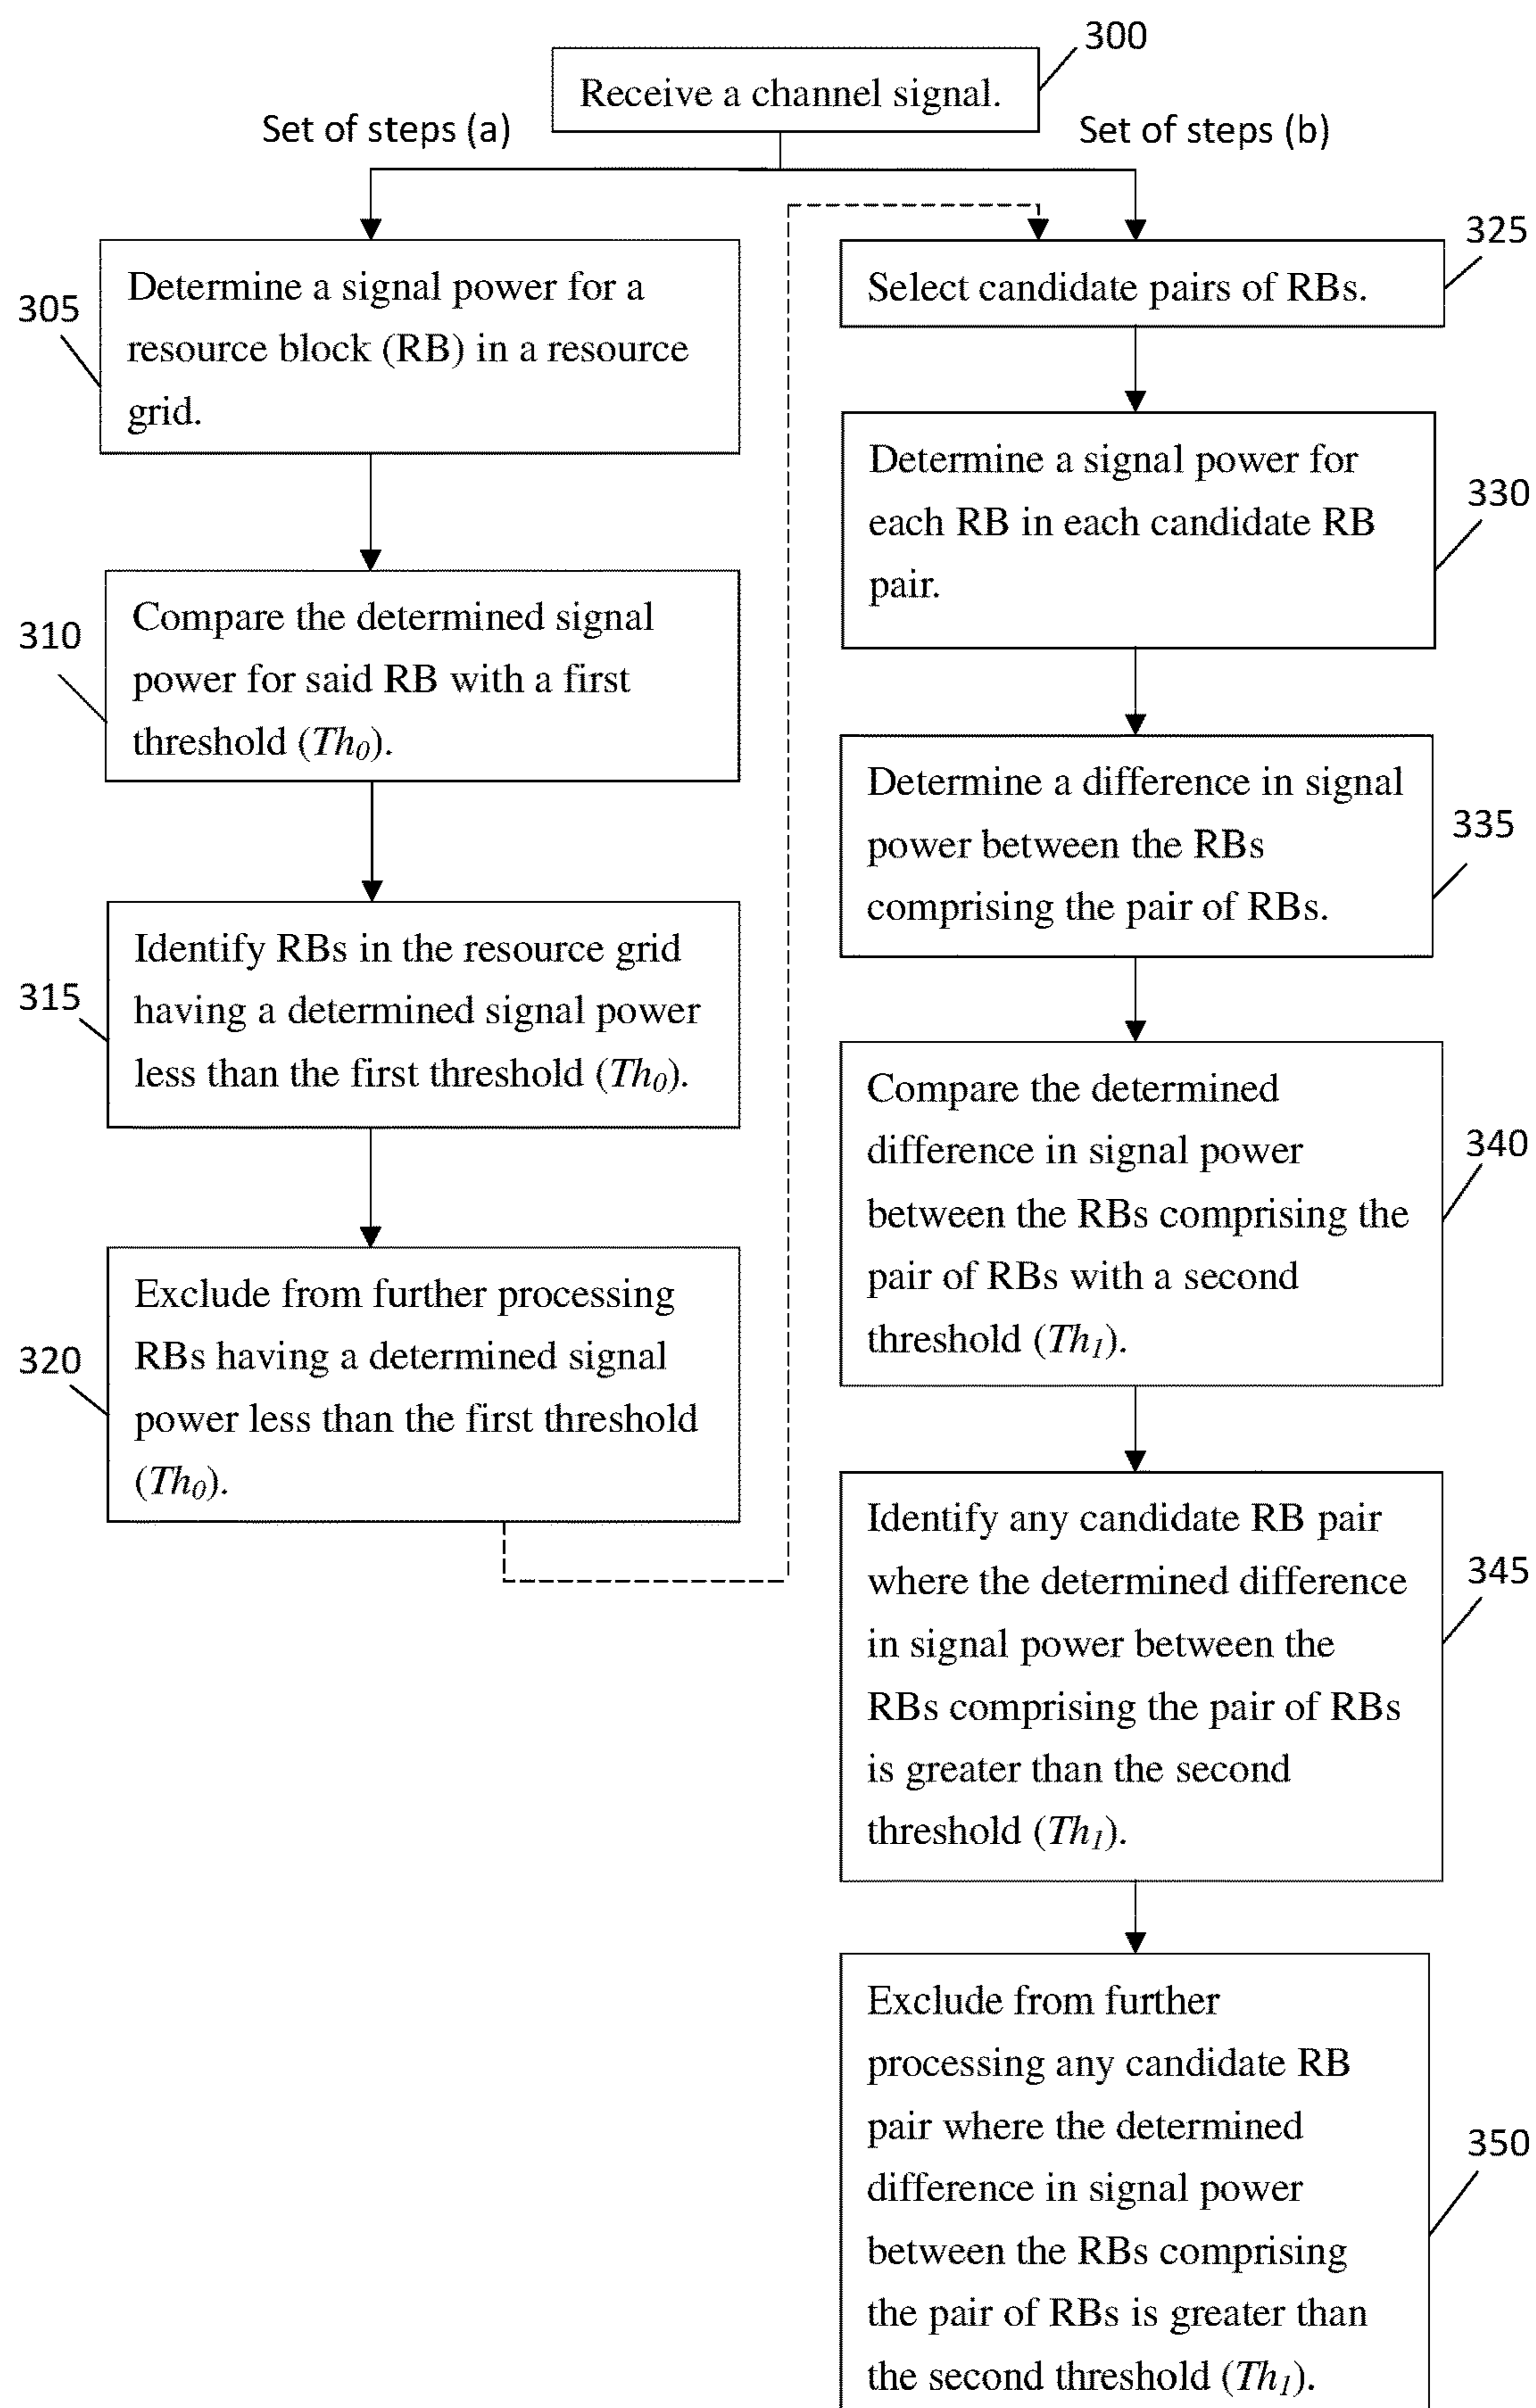 300
Receive a channel signal.
Set of steps (a)
Set of steps (b)
305
Determine a signal power for a
resource block (RB) in a resource
grid.
310
Compare the determined signal
power for said RB with a first
threshold (Th0).
315
Identify RBs in the resource grid
having a determined signal power
less than the first threshold (Th0).
320
Exclude from further processing
RBs having a determined signal
power less than the first threshold
(Th0).
325
Select candidate pairs of RBs.
330
Determine a signal power for
each RB in each candidate RB
pair.
335
Determine a difference in signal
power between the RBs
comprising the pair of RBs.
340
Compare the determined
difference in signal power
between the RBs comprising the
pair of RBs with a second
threshold (Th1).
345
Identify any candidate RB pair
where the determined difference
in signal power between the
RBs comprising the pair of RBs
is greater than the second
threshold (Th1).
350
Exclude from further
processing any candidate RB
pair where the determined
difference in signal power
between the RBs comprising
the pair of RBs is greater than
the second threshold (Th1).